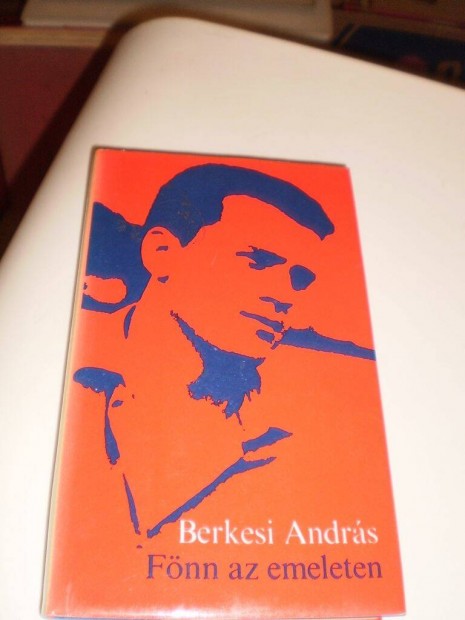 Berkesi András
Fönn az emeleten